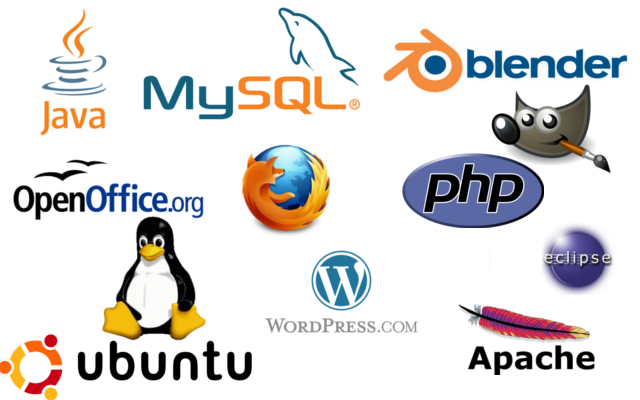 Java
MySQL®
blender
OpenOffice.org
php
eclipse
W
WORDPRESS.COM
Apache
ubuntu